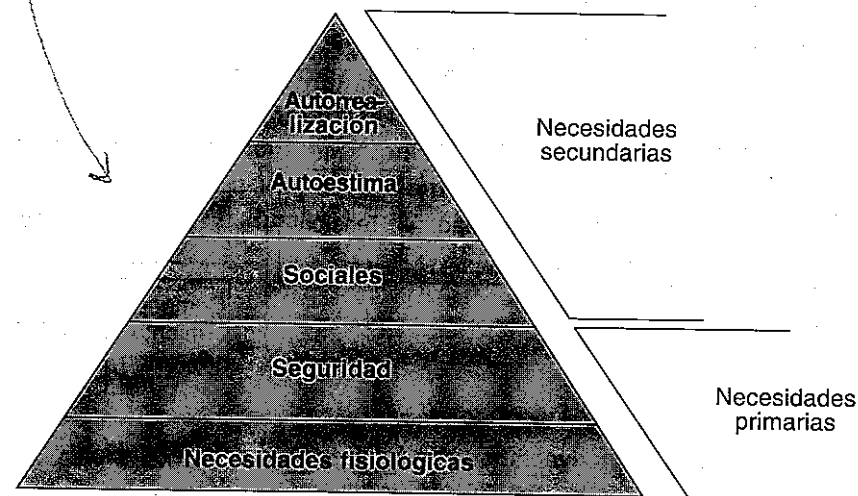 Autorrea-
lización
Autoestima
Sociales
Seguridad
Necesidades fisiológicas
Necesidades
secundarias
Necesidades
primarias